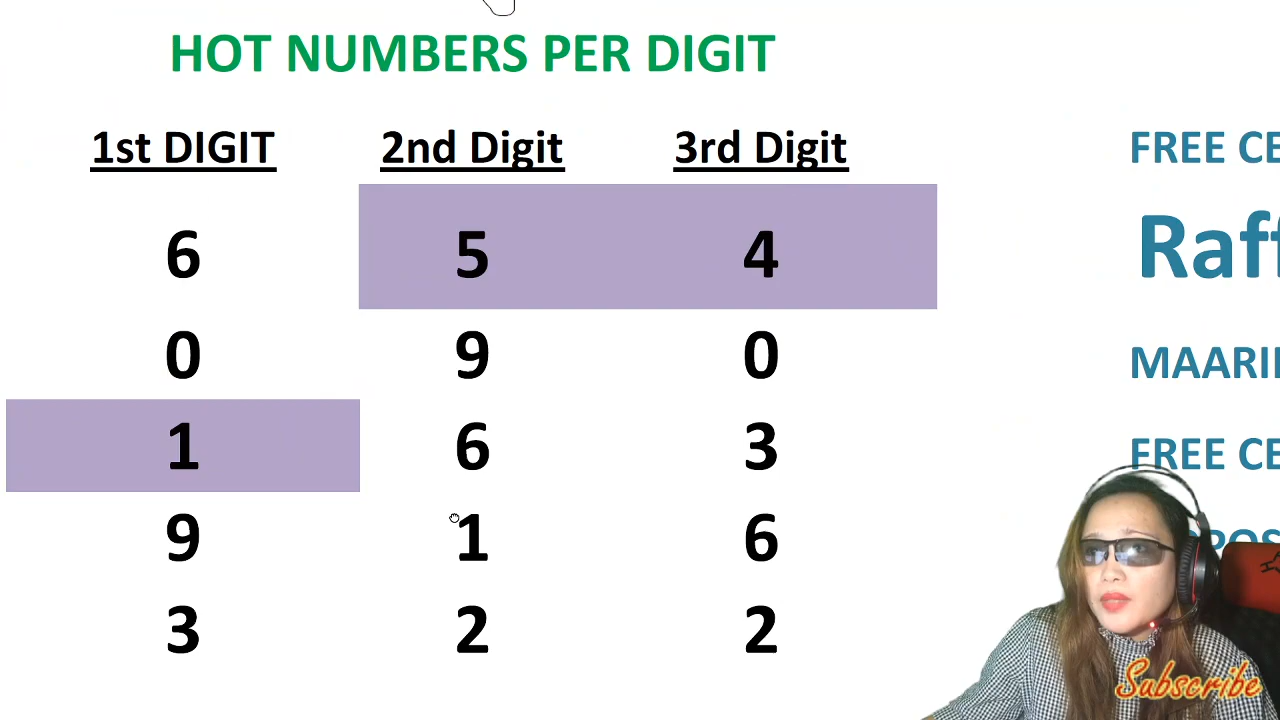 HOT NUMBERS PER DIGIT
1st DIGIT 2nd Digit 3rd Digit
6 5 4
0 9 0
1 6 3
9 1 6
3 2 2
FREE CE
Raff
MAARI
FREE CE
Subscribe